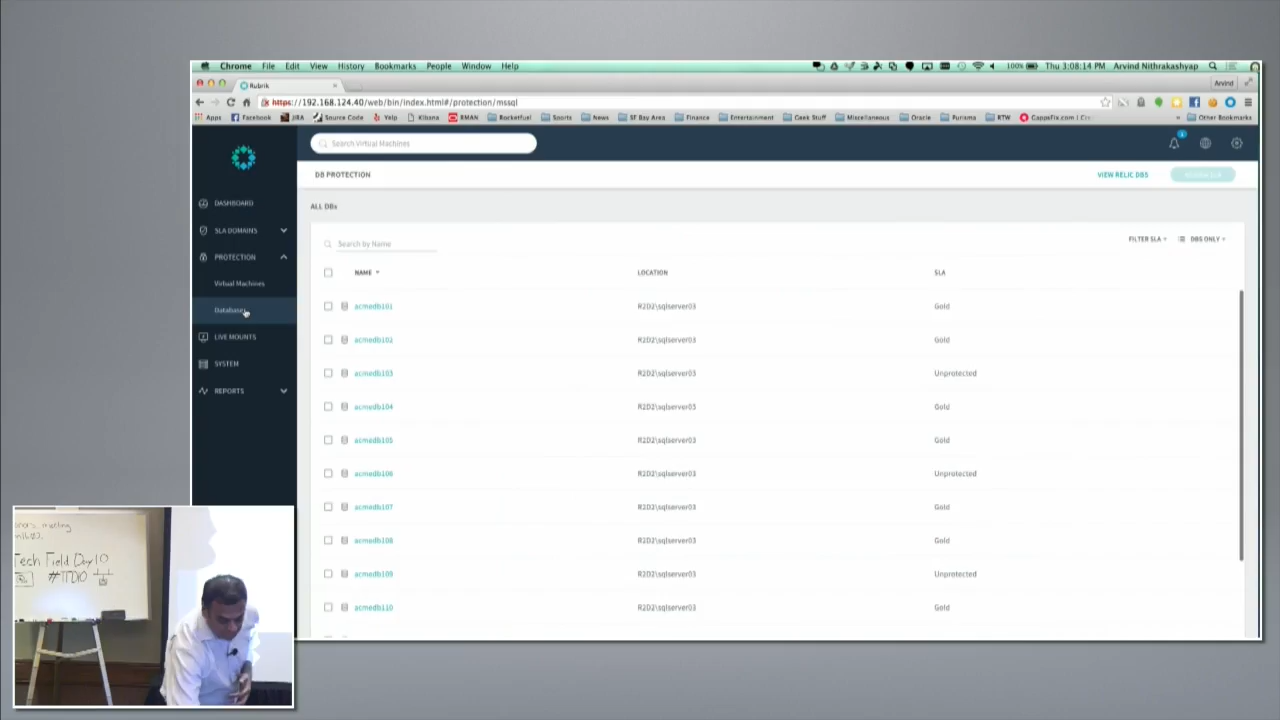 Chrome File Edit View History Bookmarks People Window Help 100% Thu 3:08:14 PM Arvind Nithrakashyap
Rubrik Arvind
https://192.168.124.40/web/bin/index.html#/protection/mssql
Apps Facebook JIRA Source Code Yelp Kibana RMAN Rocketfuel Sports News SF Bay Area Finance Entertainment Geek Stuff Miscellaneous Oracle Purisma RTW CappsFix.com Other Bookmarks
Search Virtual Machines
DB PROTECTION VIEW RELIC DBS
DASHBOARD
SLA DOMAINS
PROTECTION
Virtual Machines
Databases
LIVE MOUNTS
SYSTEM
REPORTS
ALL DBs
Search by Name FILTER SLA DBS ONLY
NAME LOCATION SLA
acmedb101 R2D2\sqlserver03 Gold
acmedb102 R2D2\sqlserver03 Gold
acmedb103 R2D2\sqlserver03 Unprotected
acmedb104 R2D2\sqlserver03 Gold
acmedb105 R2D2\sqlserver03 Gold
acmedb106 R2D2\sqlserver03 Unprotected
acmedb107 R2D2\sqlserver03 Gold
acmedb108 R2D2\sqlserver03 Gold
acmedb109 R2D2\sqlserver03 Unprotected
acmedb110 R2D2\sqlserver03 Gold
Tech Field Day 10
#TFD10